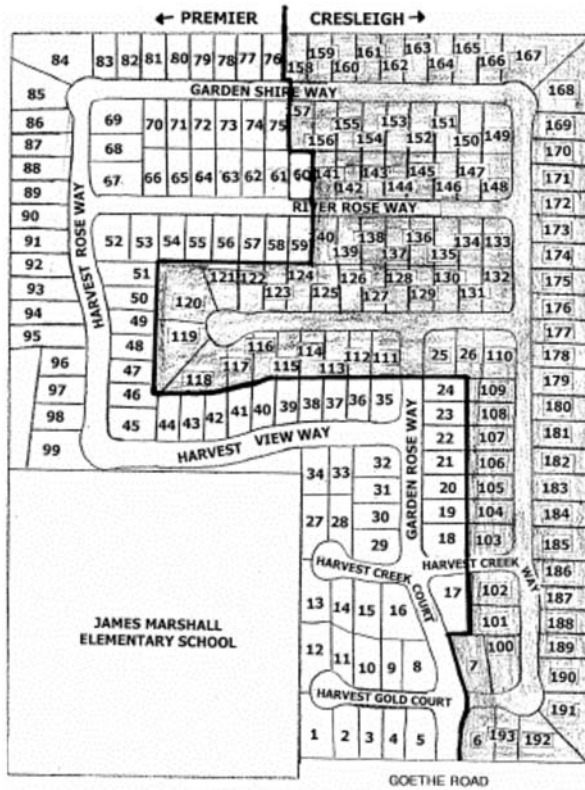 ← PREMIER CRESLEIGH →
84 83 82 81 80 79 78 77 76 158 159 160 161 162 163 164 165 166 167
85 GARDEN SHIRE WAY 168
86 69 70 71 72 73 74 75 57 156 155 154 153 152 151 150 149 169
87 68 170
88 67 66 65 64 63 62 61 60 141 142 143 144 145 146 147 148 171
89 172
90 RIVER ROSE WAY
91 52 53 54 55 56 57 58 59 40 139 138 137 136 135 134 133 173
92 51 174
93 50 120 121 122 123 124 125 126 127 128 129 130 131 132 175
94 49 176
95 48 119 177
HARVEST ROSE WAY
96 47 118 117 116 115 114 113 112 111 25 26 110 178
97 46 179
98 45 44 43 42 41 40 39 38 37 36 35 24 109 180
99 23 108 181
HARVEST VIEW WAY
22 107
34 33 32 21 106 182
31 20 105 183
27 28 30 19 104 184
29 18 103 185
GARDEN ROSE WAY
HARVEST CREEK COURT
HARVEST CREEK WAY
186
13 14 15 16 17 102 187
101 188
JAMES MARSHALL
ELEMENTARY SCHOOL
12 11 10 9 8 7 100 189
190
HARVEST GOLD COURT
191
1 2 3 4 5 6 193 192
GOETHE ROAD